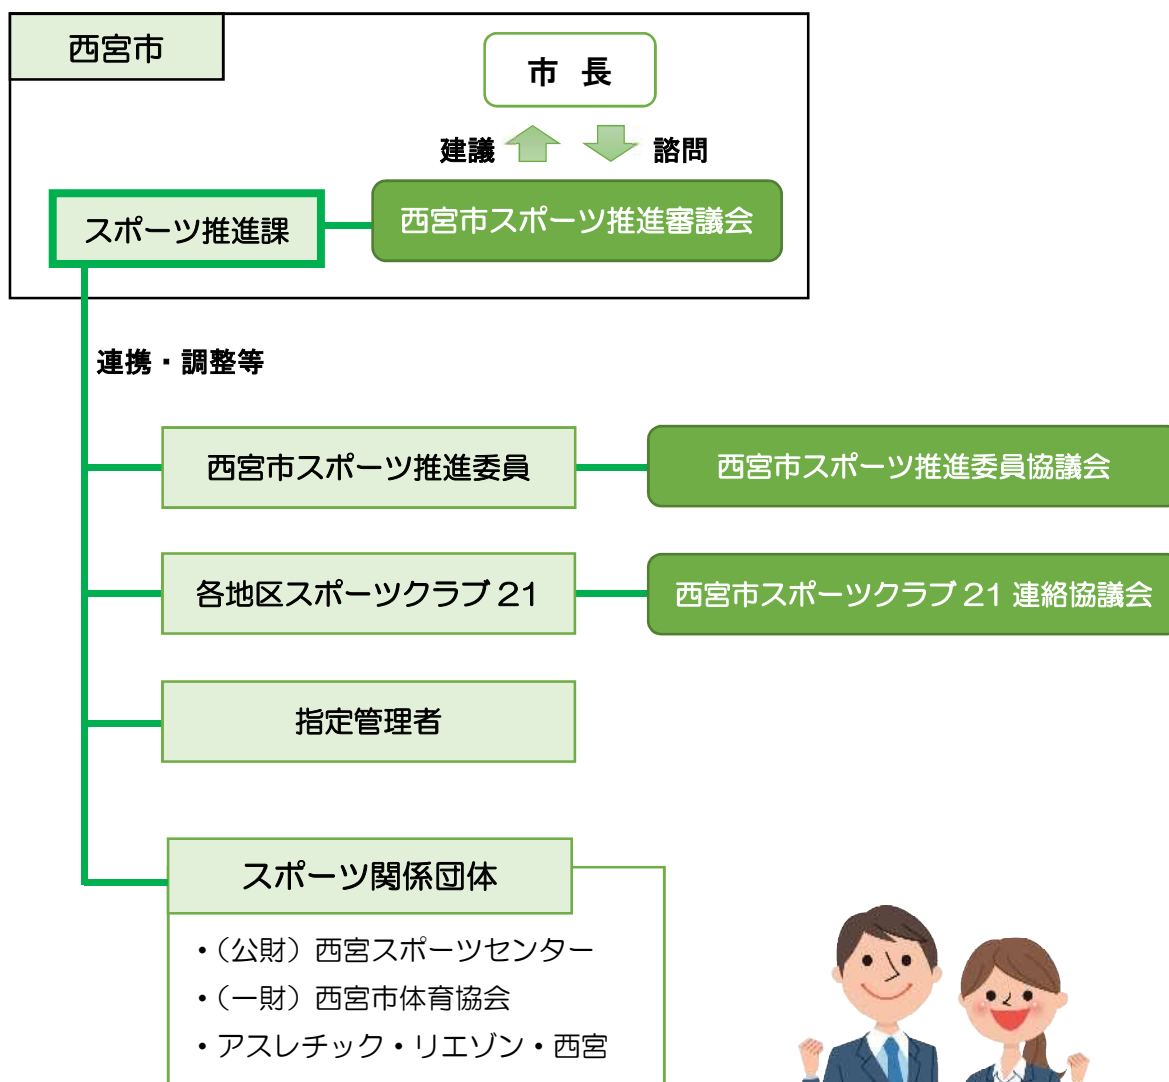 西宮市
市 長
建議 諮問
スポーツ推進課
西宮市スポーツ推進審議会
連携・調整等
西宮市スポーツ推進委員
西宮市スポーツ推進委員協議会
各地区スポーツクラブ 21
西宮市スポーツクラブ 21 連絡協議会
指定管理者
スポーツ関係団体
・(公財) 西宮スポーツセンター
・(一財) 西宮市体育協会
・アスレチック・リエゾン・西宮